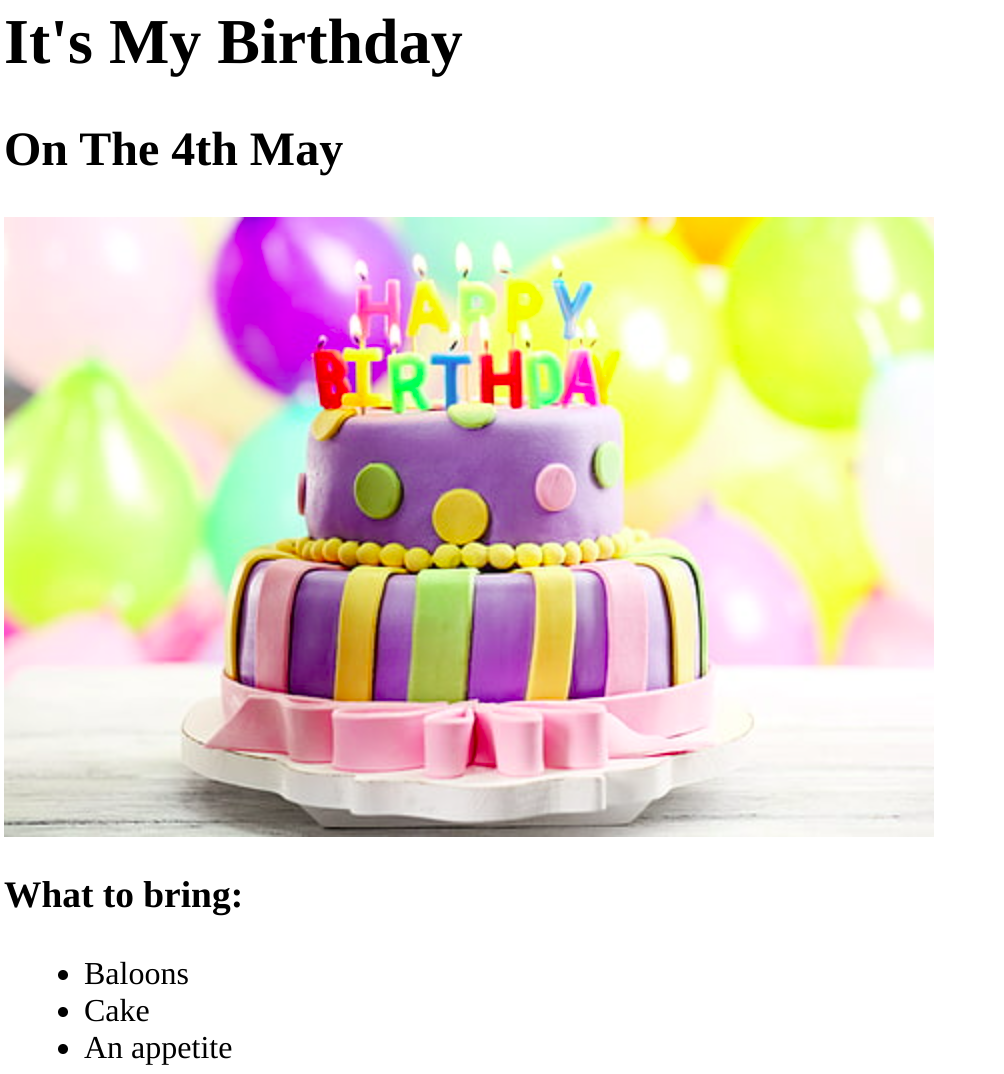 It's My Birthday
On The 4th May
HAPPY
BIRTHDAY
What to bring:
Baloons
Cake
An appetite